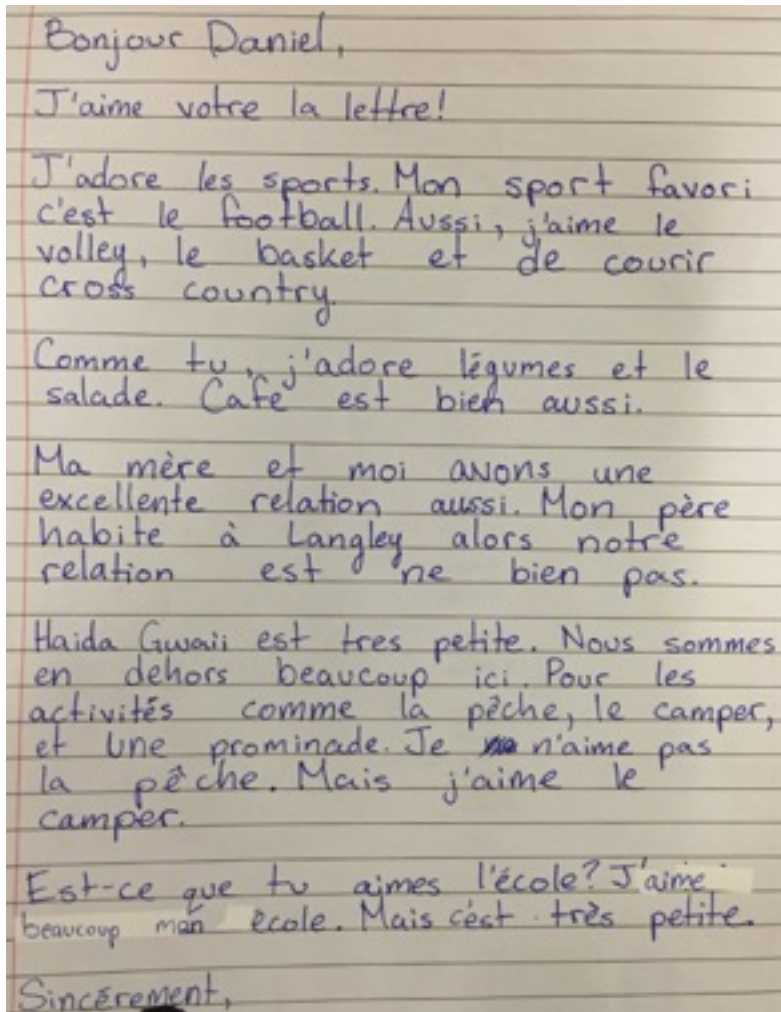 Bonjour Daniel,
J'aime votre la lettre!
J'adore les sports. Mon sport favori
c'est le football. Aussi, j'aime le
volley, le basket et de courir
cross country.
Comme tu, j'adore légumes et le
salade. Café est bien aussi.
Ma mère et moi avons une
excellente relation aussi. Mon père
habite à Langley alors notre
relation est ne bien pas.
Haida Gwaii est tres petite. Nous sommes
en dehors beaucoup ici. Pour les
activités comme la pêche, le camper,
et une prominade. Je n'aime pas
la pêche. Mais j'aime le
camper.
Est-ce que tu aimes l'école? J'aime
beaucoup mon école. Mais c'est très petite.
Sincèrement,